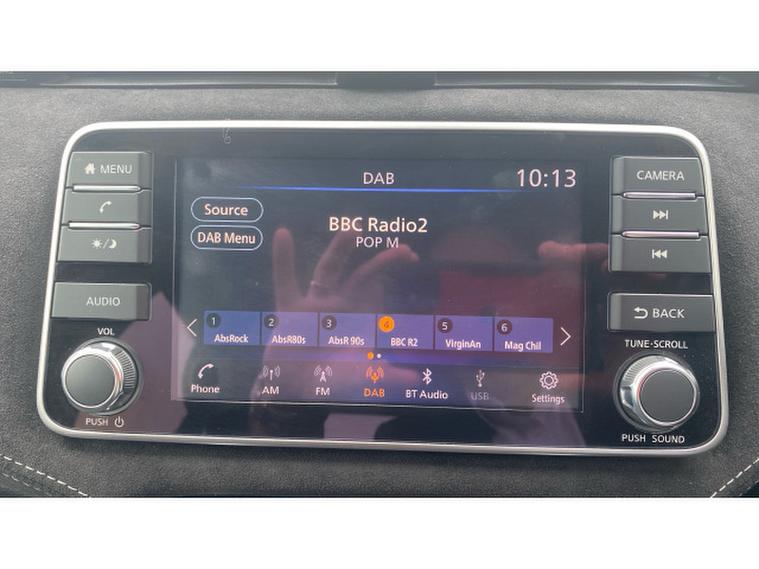 MENU
DAB
10:13
CAMERA
Source
DAB Menu
BBC Radio2
POP M
AUDIO
BACK
1
AbsRock
2
AbsR80s
3
AbsR 90s
4
BBC R2
5
VirginAn
6
Mag Chil
VOL
TUNE·SCROLL
Phone
AM
FM
DAB
BT Audio
USB
Settings
PUSH
PUSH SOUND